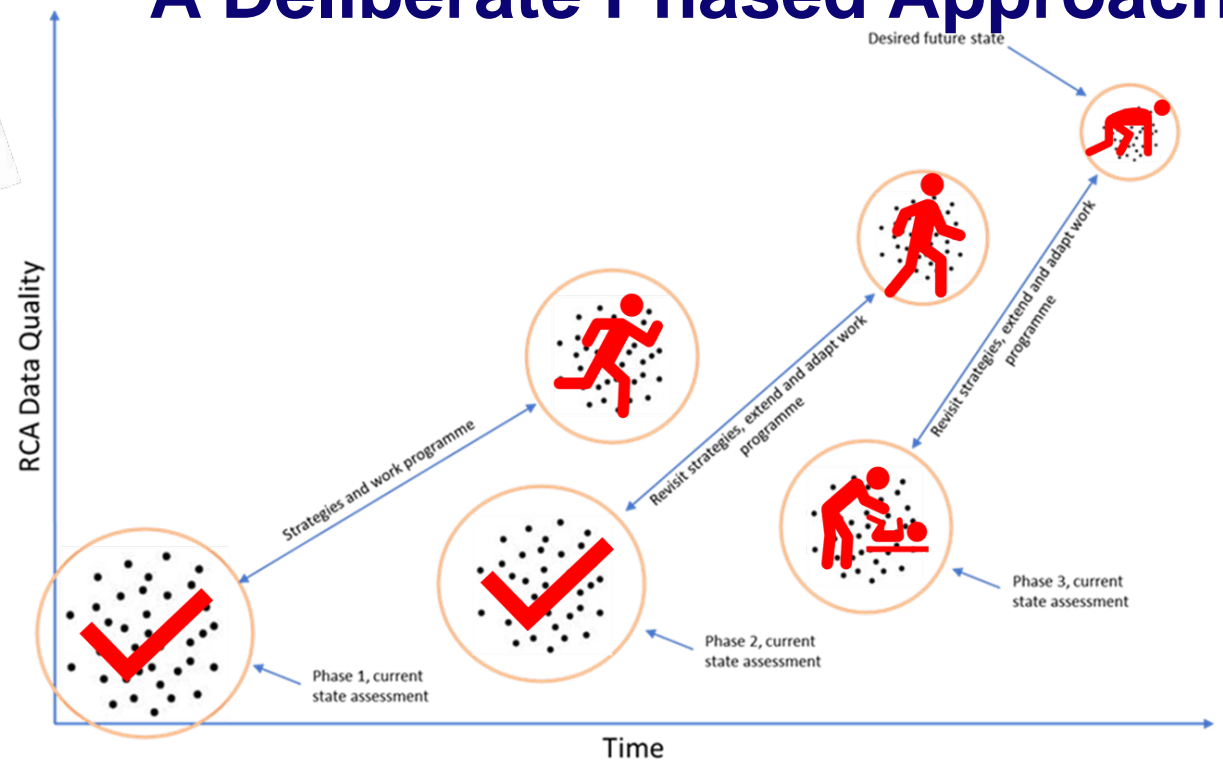 A Deliberate Phased Approach
Desired future state
RCA Data Quality
Strategies and work programme
Revisit strategies, extend and adapt work
programme
Revisit strategies, extend and adapt work
programme
Phase 1, current
state assessment
Phase 2, current
state assessment
Phase 3, current
state assessment
Time